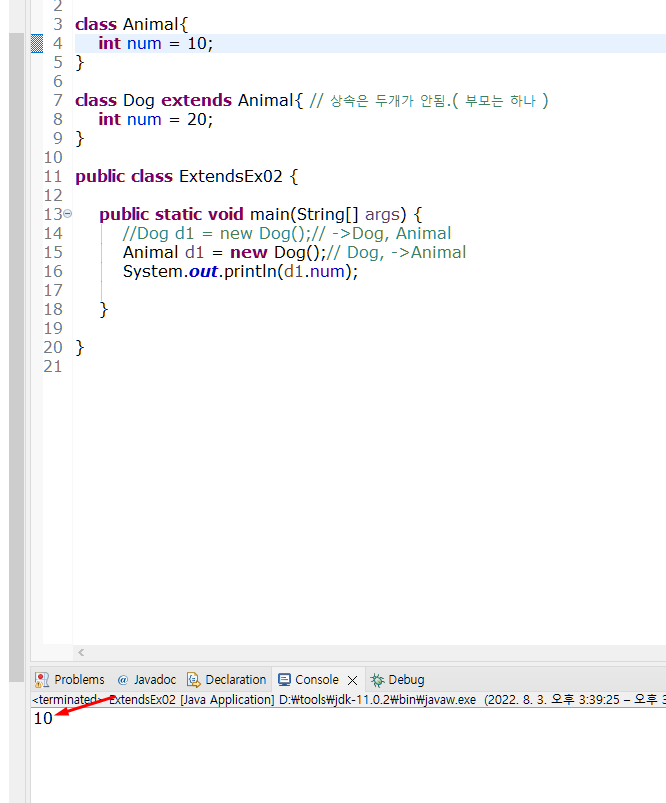 2
3 class Animal{
4 int num = 10;
5 }
6
7 class Dog extends Animal{ // 상속은 두개가 안됨.( 부모는 하나 )
8 int num = 20;
9 }
10
11 public class ExtendsEx02 {
12
13 public static void main(String[] args) {
14 //Dog d1 = new Dog();// ->Dog, Animal
15 Animal d1 = new Dog();// Dog, ->Animal
16 System.out.println(d1.num);
17
18 }
19
20 }
21
Problems @ Javadoc Declaration Console Debug
<terminated> ExtendsEx02 [Java Application] D:₩tools₩jdk-11.0.2₩bin₩javaw.exe (2022. 8. 3. 오후 3:39:25 – 오후 3
10